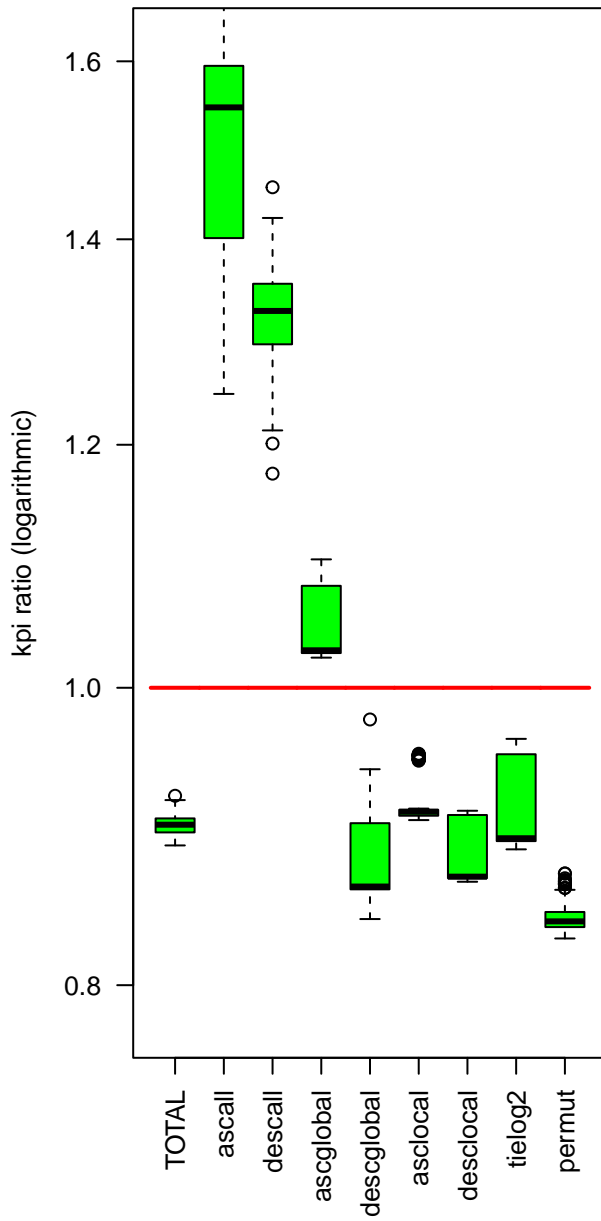 kpi ratio (logarithmic)
1.6
1.4
1.2
1.0
0.8
TOTAL
ascall
descall
ascglobal
descglobal
asclocal
desclocal
tielog2
permut